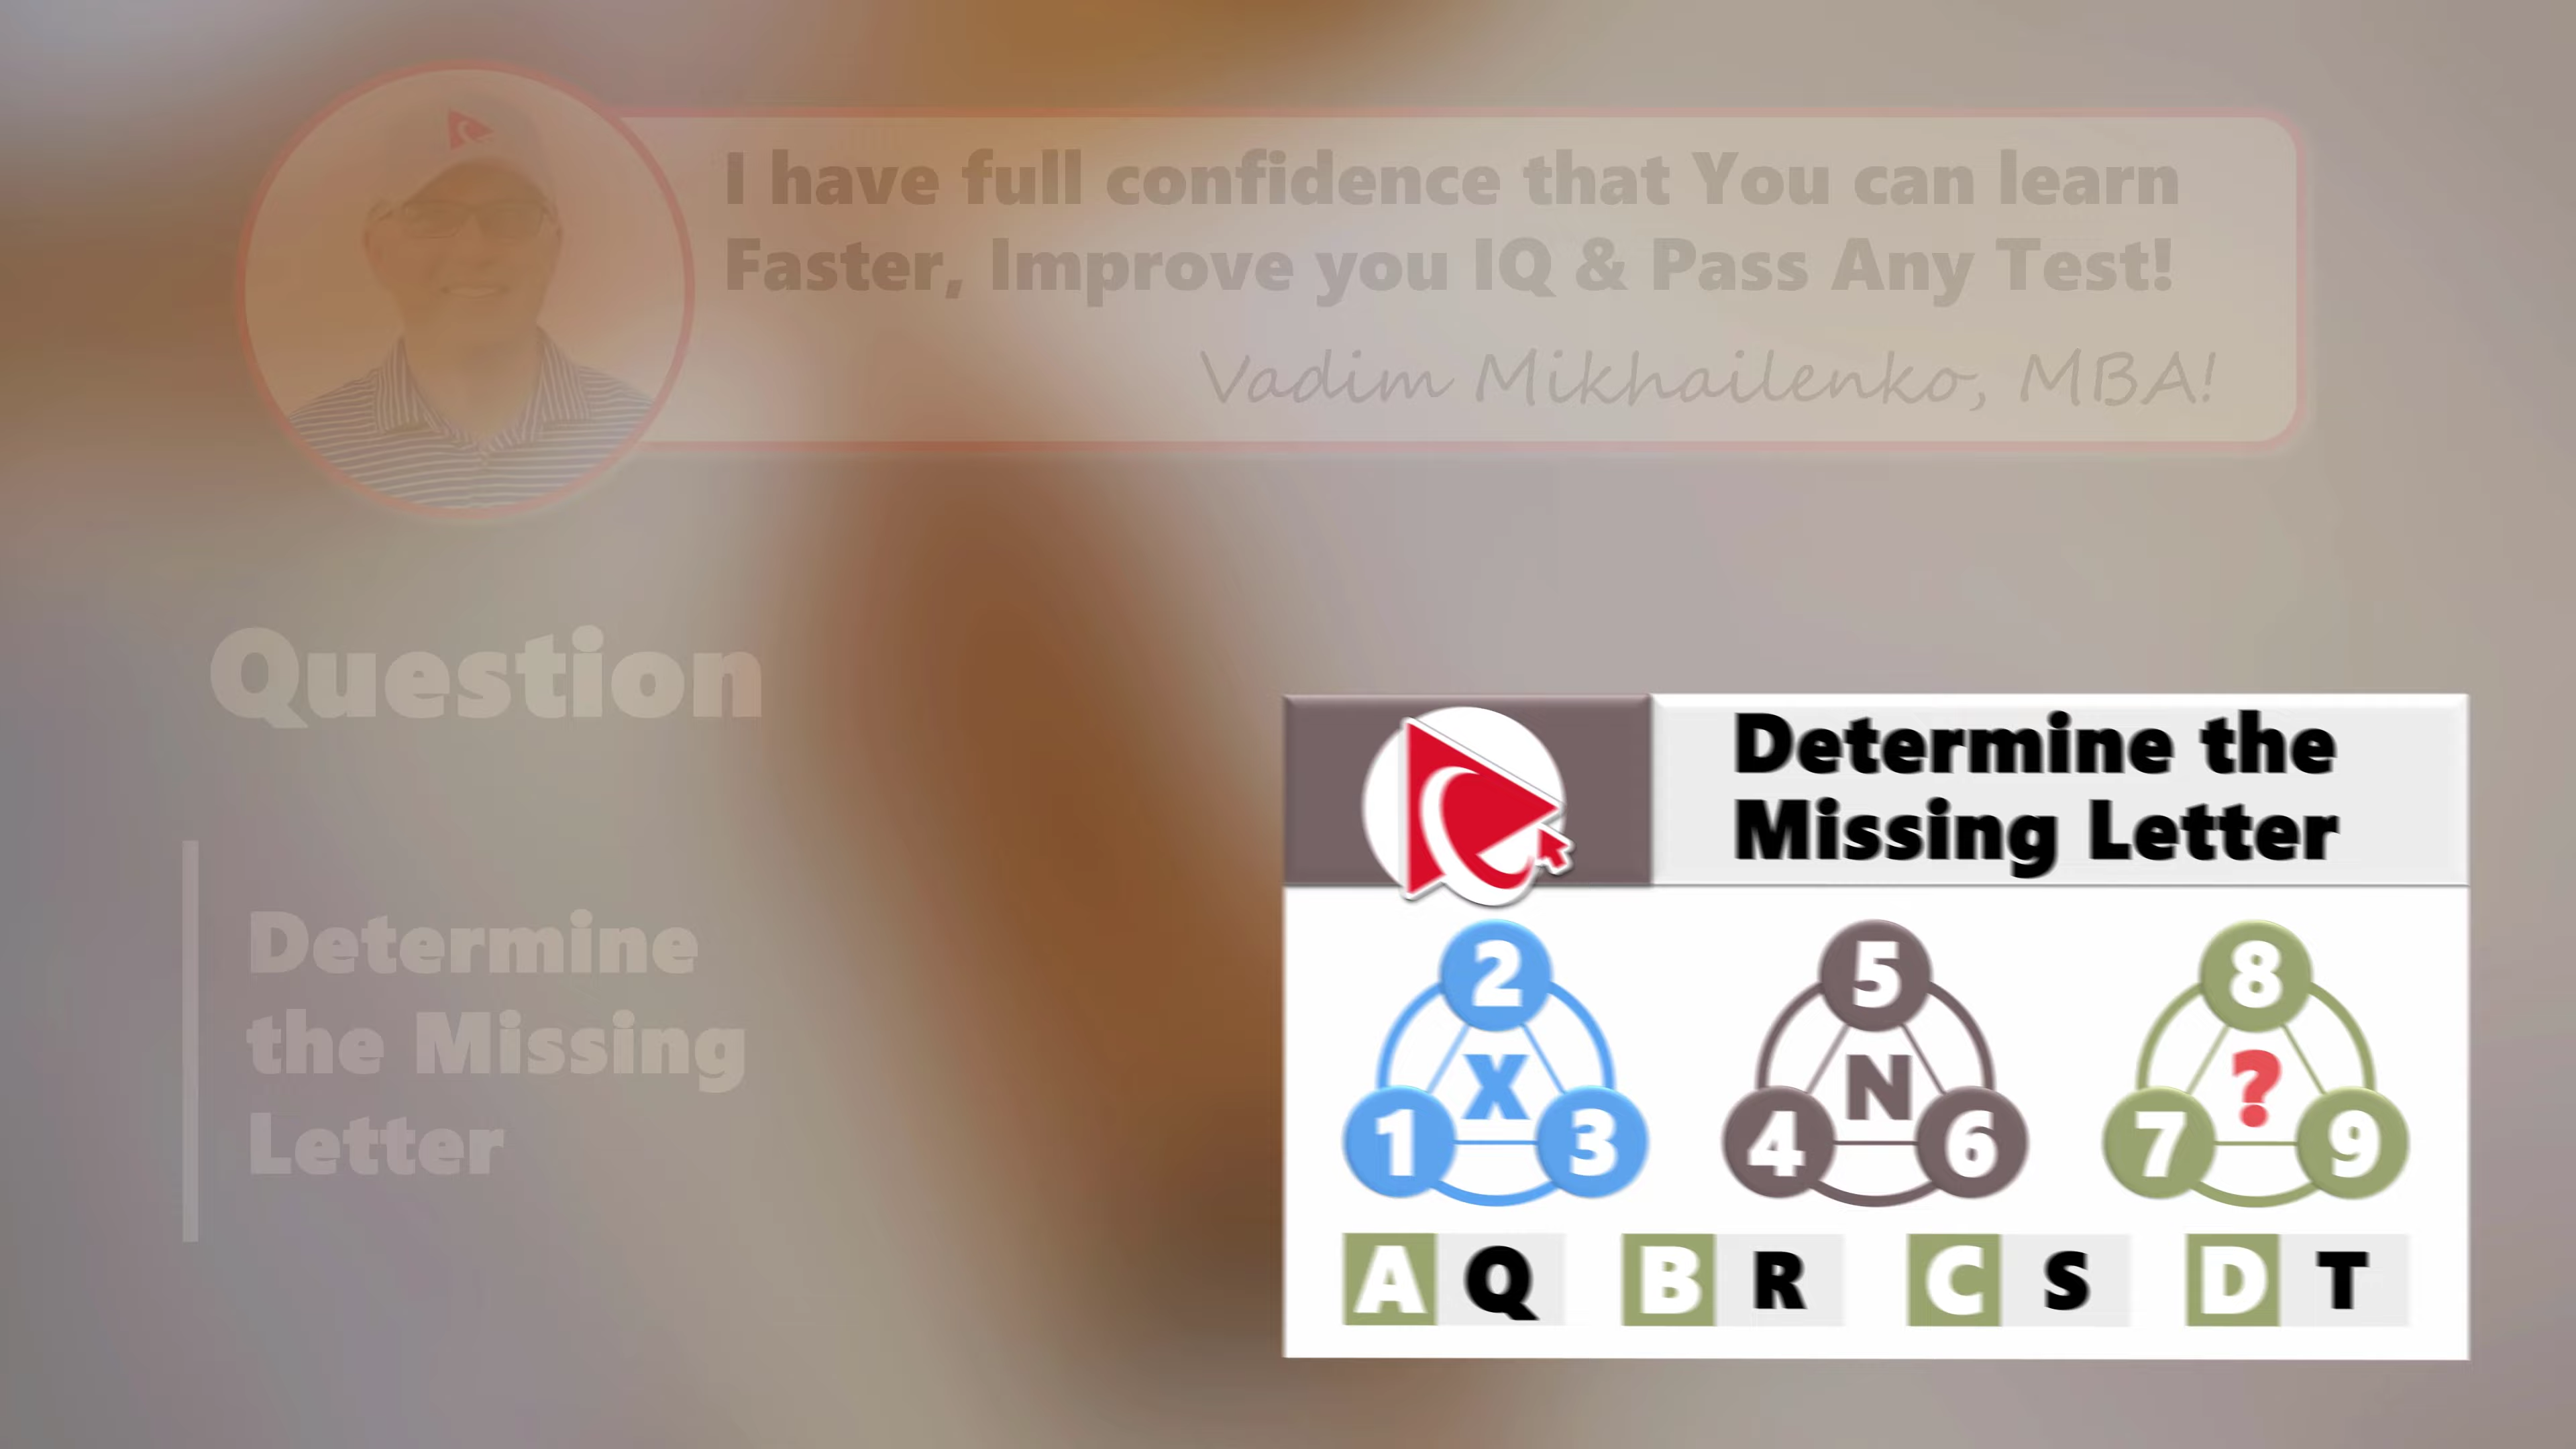 I have full confidence that You can learn
Faster, Improve you IQ & Pass Any Test!
Vadim Mikhailenko, MBA!
Question
Determine
the Missing
Letter
Determine the
Missing Letter
2 5 8
X N ?
1 3 4 6 7 9
A Q B R C S D T